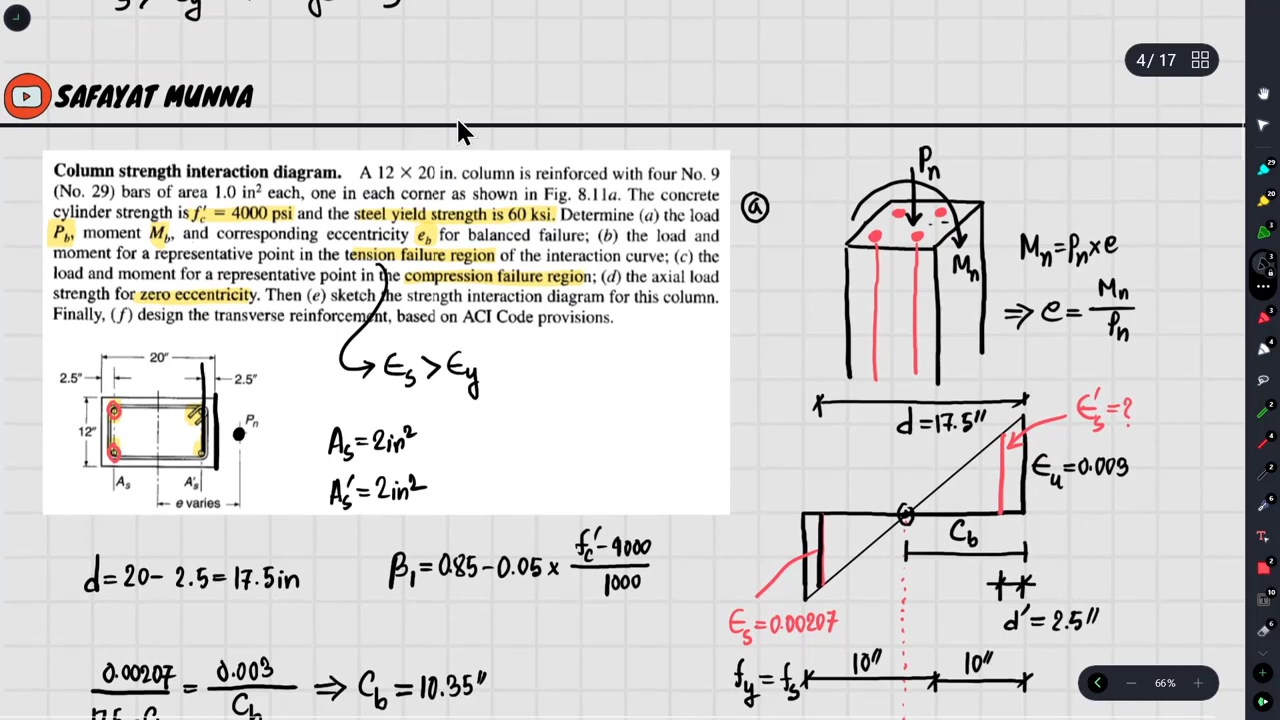 4 / 17
SAFAYAT MUNNA
Column strength interaction diagram. A 12 × 20 in. column is reinforced with four No. 9
(No. 29) bars of area 1.0 in² each, one in each corner as shown in Fig. 8.11a. The concrete
cylinder strength is f'c = 4000 psi and the steel yield strength is 60 ksi. Determine (a) the load
Pb, moment Mb, and corresponding eccentricity eb for balanced failure; (b) the load and
moment for a representative point in the tension failure region of the interaction curve; (c) the
load and moment for a representative point in the compression failure region; (d) the axial load
strength for zero eccentricity. Then (e) sketch the strength interaction diagram for this column.
Finally, (f) design the transverse reinforcement, based on ACI Code provisions.
20"
2.5"
2.5"
12"
Pn
As
A's
e varies
Es > Ey
As = 2in²
As' = 2in²
a
Pn
Mn
Mn = Pn x e
⇒ e = Mn / Pn
d = 17.5"
Es' = ?
Eu = 0.003
Cb
d' = 2.5"
Es = 0.00207
fy = fs
10"
10"
d = 20 - 2.5 = 17.5in
β1 = 0.85 - 0.05 x (fc' - 4000) / 1000
0.00207 = 0.003 ⇒ Cb = 10.35"
Cb
66%